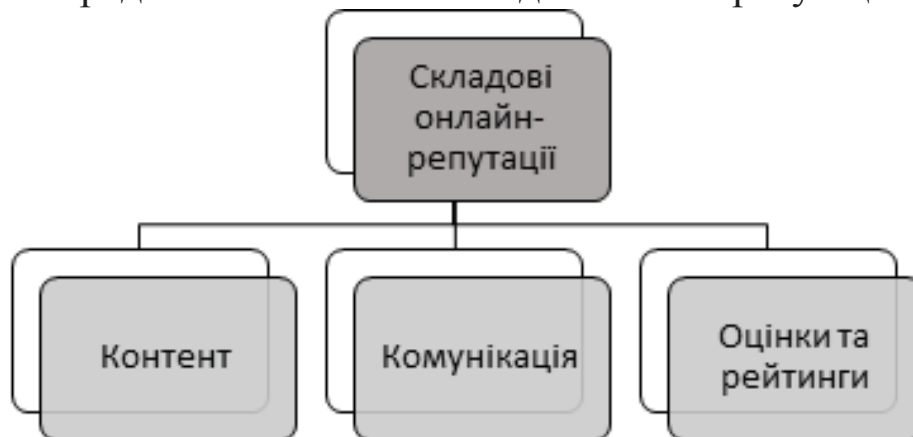 Складові
онлайн-
репутації
Контент
Комунікація
Оцінки та
рейтинги